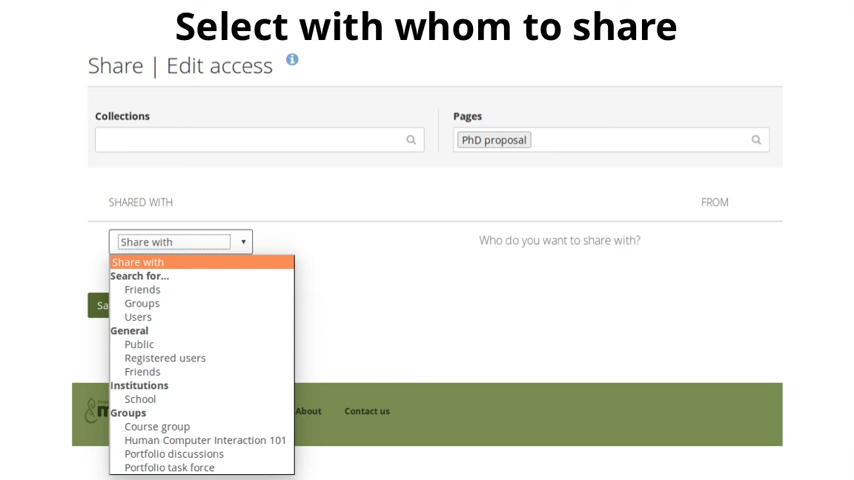 Select with whom to share
Share | Edit access
Collections
Pages
PhD proposal
SHARED WITH
FROM
Share with
Who do you want to share with?
Share with
Search for...
Friends
Groups
Users
General
Public
Registered users
Friends
Institutions
School
Groups
Course group
Human Computer Interaction 101
Portfolio discussions
Portfolio task force
About
Contact us